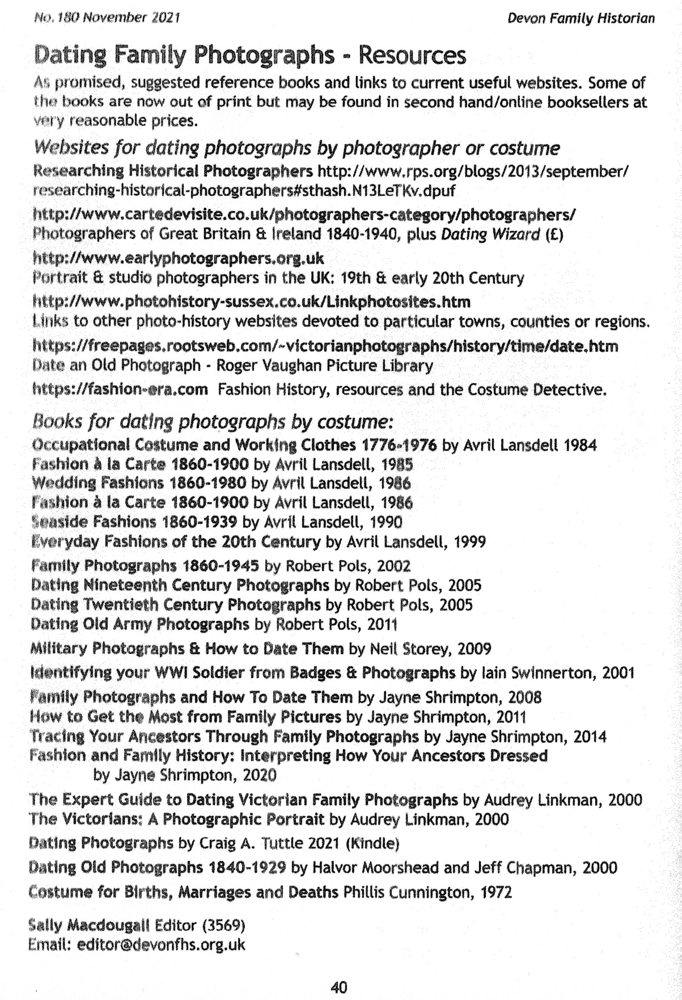 No. 180 November 2021
Devon Family Historian
Dating Family Photographs - Resources
As promised, suggested reference books and links to current useful websites. Some of
the books are now out of print but may be found in second hand/online booksellers at
very reasonable prices.
Websites for dating photographs by photographer or costume
Researching Historical Photographers http://www.rps.org/blogs/2013/september/
researching-historical-photographers#sthash.N13LeTKv.dpuf
http://www.cartedevisite.co.uk/photographers-category/photographers/
Photographers of Great Britain & Ireland 1840-1940, plus Dating Wizard (£)
http://www.earlyphotographers.org.uk
Portrait & studio photographers in the UK: 19th & early 20th Century
http://www.photohistory-sussex.co.uk/Linkphotosites.htm
Links to other photo-history websites devoted to particular towns, counties or regions.
https://freepages.rootsweb.com/~victorianphotographs/history/time/date.htm
Date an Old Photograph - Roger Vaughan Picture Library
https://fashion-era.com Fashion History, resources and the Costume Detective.
Books for dating photographs by costume:
Occupational Costume and Working Clothes 1776-1976 by Avril Lansdell 1984
Fashion à la Carte 1860-1900 by Avril Lansdell, 1985
Wedding Fashions 1860-1980 by Avril Lansdell, 1986
Fashion à la Carte 1860-1900 by Avril Lansdell, 1986
Seaside Fashions 1860-1939 by Avril Lansdell, 1990
Everyday Fashions of the 20th Century by Avril Lansdell, 1999
Family Photographs 1860-1945 by Robert Pols, 2002
Dating Nineteenth Century Photographs by Robert Pols, 2005
Dating Twentieth Century Photographs by Robert Pols, 2005
Dating Old Army Photographs by Robert Pols, 2011
Military Photographs & How to Date Them by Neil Storey, 2009
Identifying your WWI Soldier from Badges & Photographs by Iain Swinnerton, 2001
Family Photographs and How To Date Them by Jayne Shrimpton, 2008
How to Get the Most from Family Pictures by Jayne Shrimpton, 2011
Tracing Your Ancestors Through Family Photographs by Jayne Shrimpton, 2014
Fashion and Family History: Interpreting How Your Ancestors Dressed
by Jayne Shrimpton, 2020
The Expert Guide to Dating Victorian Family Photographs by Audrey Linkman, 2000
The Victorians: A Photographic Portrait by Audrey Linkman, 2000
Dating Photographs by Craig A. Tuttle 2021 (Kindle)
Dating Old Photographs 1840-1929 by Halvor Moorshead and Jeff Chapman, 2000
Costume for Births, Marriages and Deaths Phillis Cunnington, 1972
Sally Macdougall Editor (3569)
Email: editor@devonfhs.org.uk
40